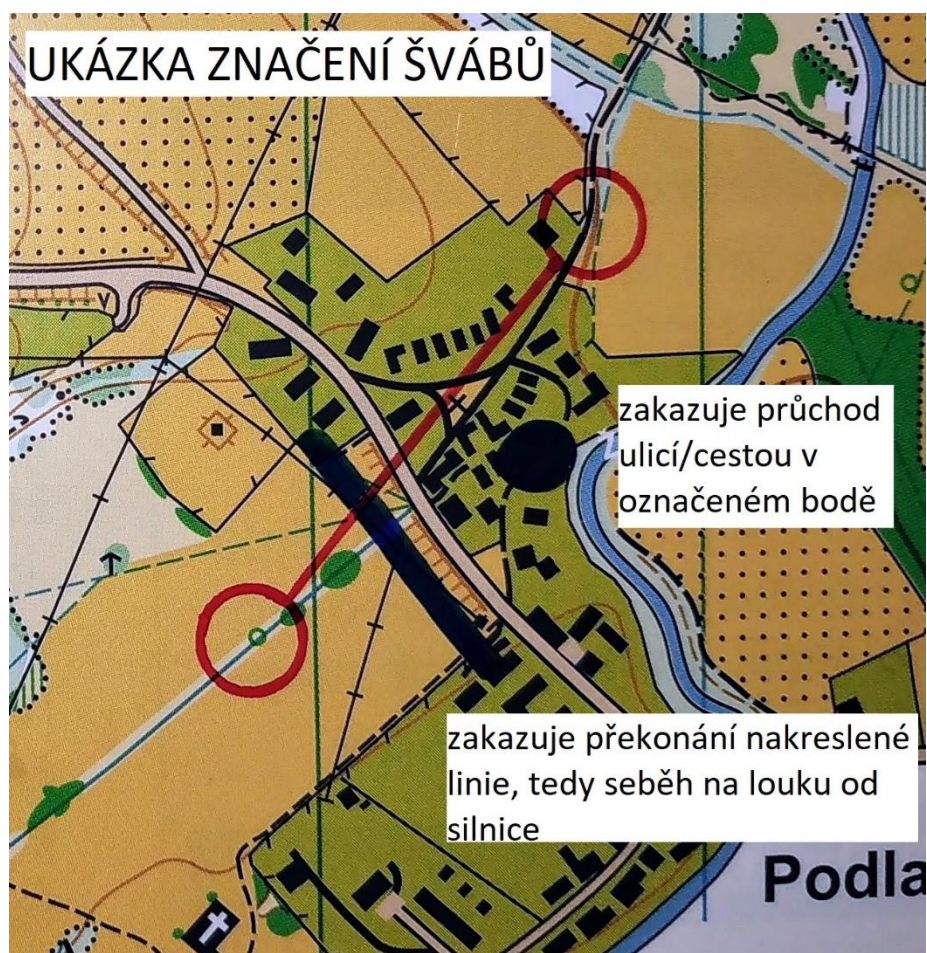 UKÁZKA ZNAČENÍ ŠVÁBŮ
zakazuje průchod
ulicí/cestou v
označeném bodě
zakazuje překonání nakreslené
linie, tedy seběh na louku od
silnice
Podla